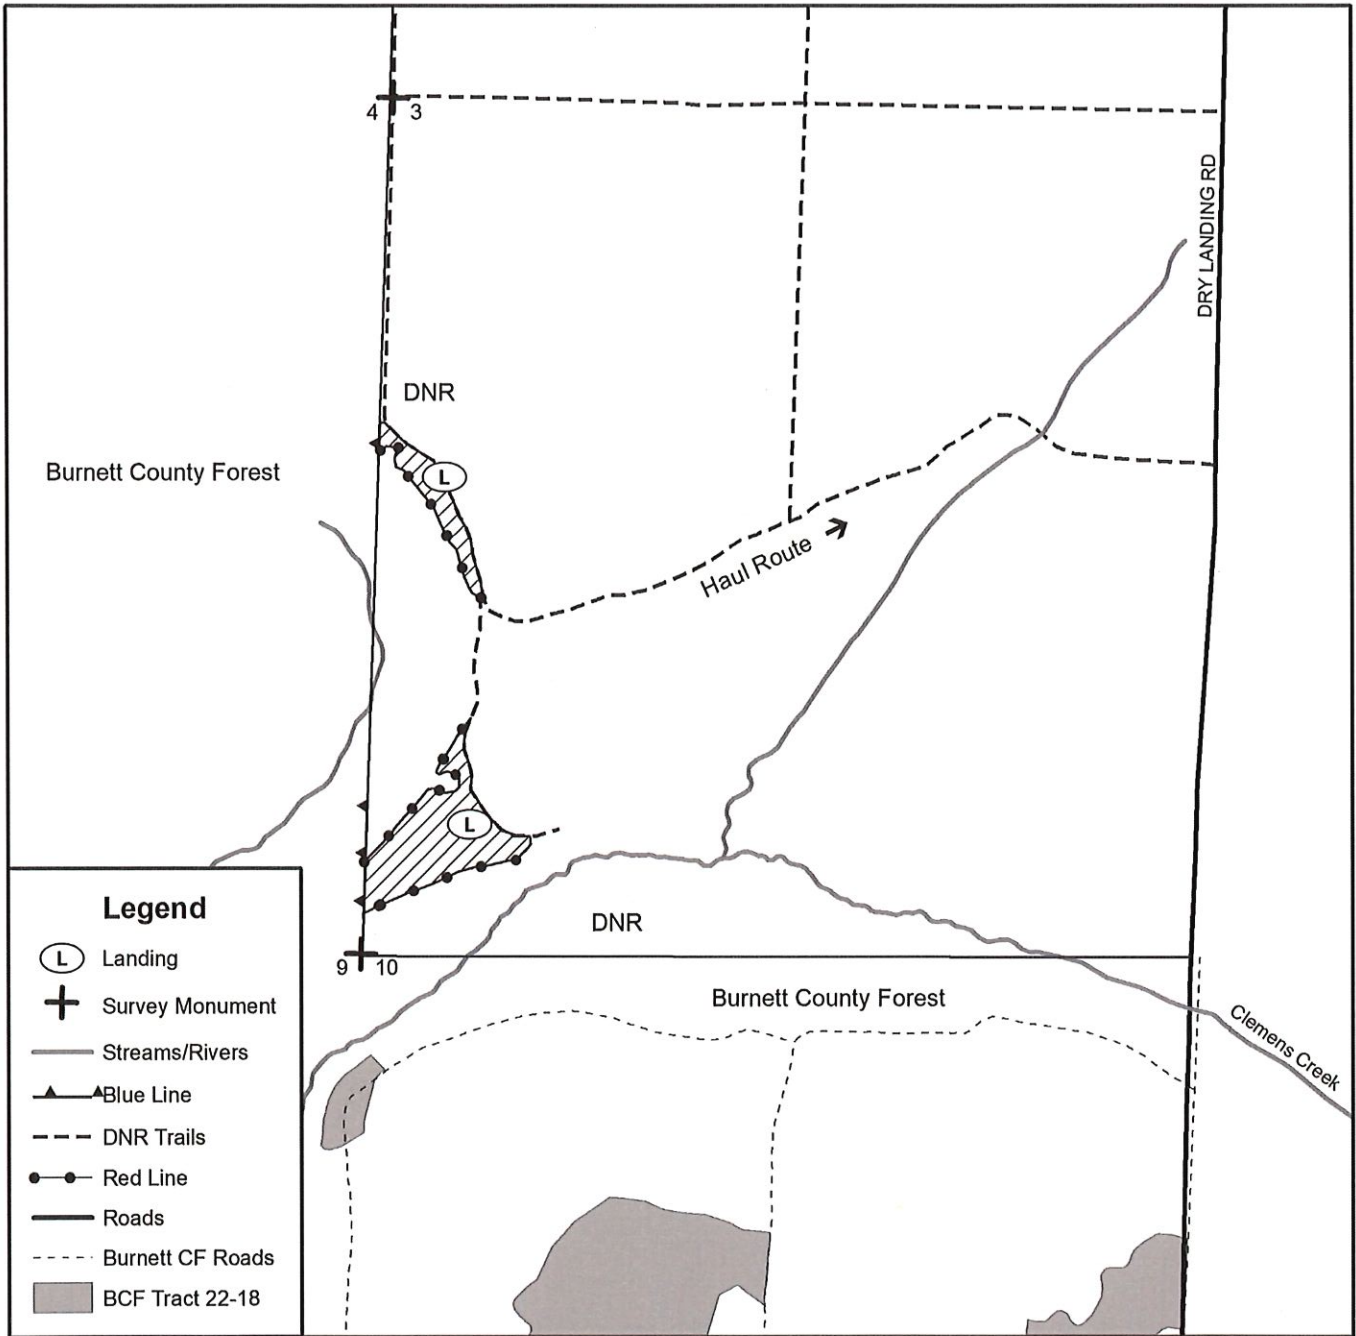 4 3
DRY LANDING RD
DNR
Burnett County Forest
L
Haul Route
L
DNR
9 10
Burnett County Forest
Clemens Creek
Legend
L Landing
Survey Monument
Streams/Rivers
Blue Line
DNR Trails
Red Line
Roads
Burnett CF Roads
BCF Tract 22-18